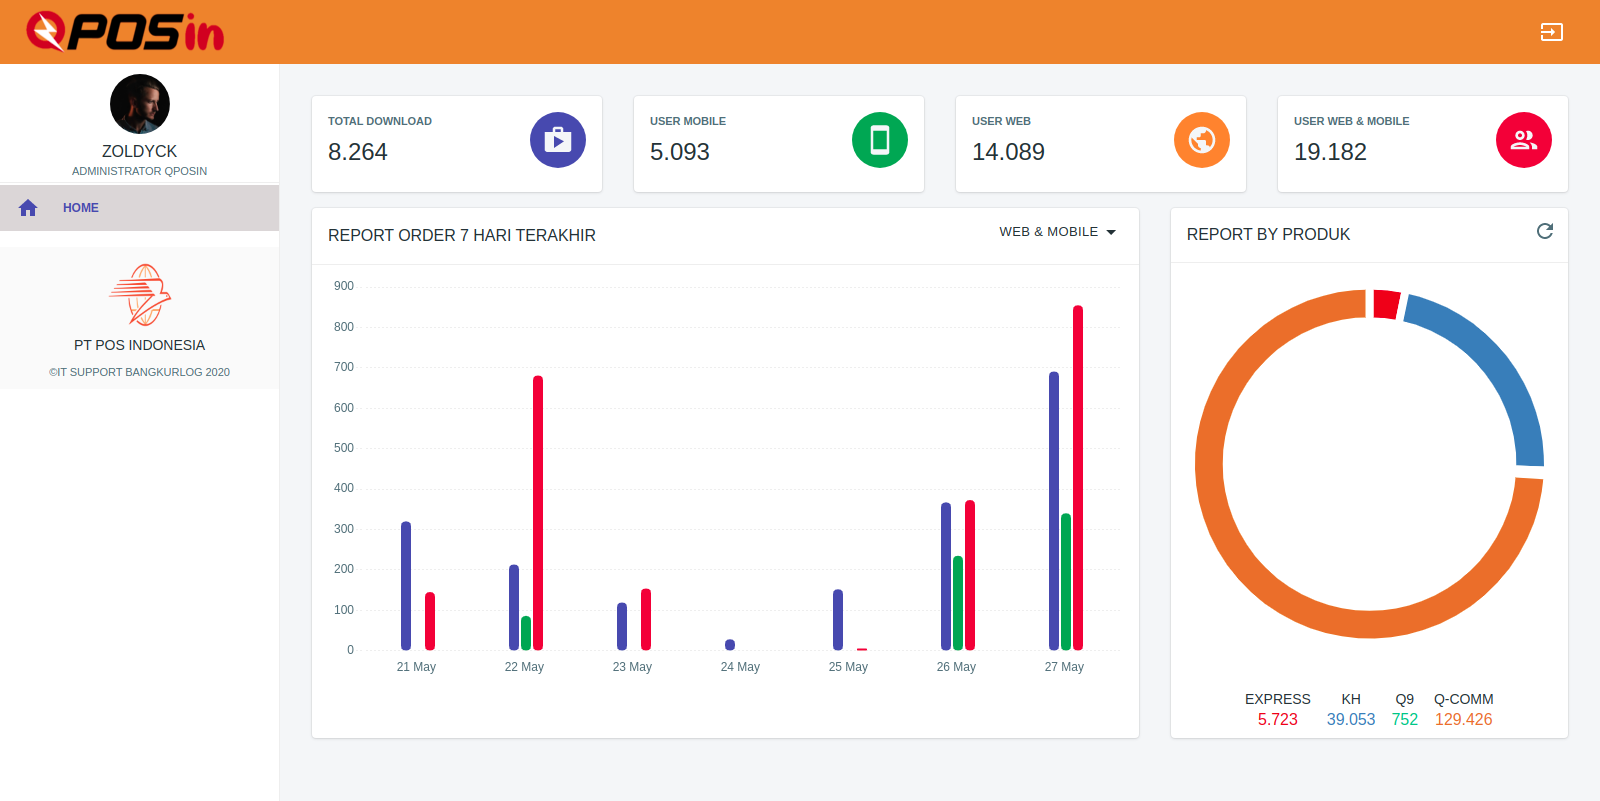 QPOSin
ZOLDYCK
ADMINISTRATOR QPOSIN
HOME
PT POS INDONESIA
©IT SUPPORT BANGKURLOG 2020
TOTAL DOWNLOAD
8.264
USER MOBILE
5.093
USER WEB
14.089
USER WEB & MOBILE
19.182
REPORT ORDER 7 HARI TERAKHIR
WEB & MOBILE
900
800
700
600
500
400
300
200
100
0
21 May 22 May 23 May 24 May 25 May 26 May 27 May
REPORT BY PRODUK
EXPRESS KH Q9 Q-COMM
5.723 39.053 752 129.426